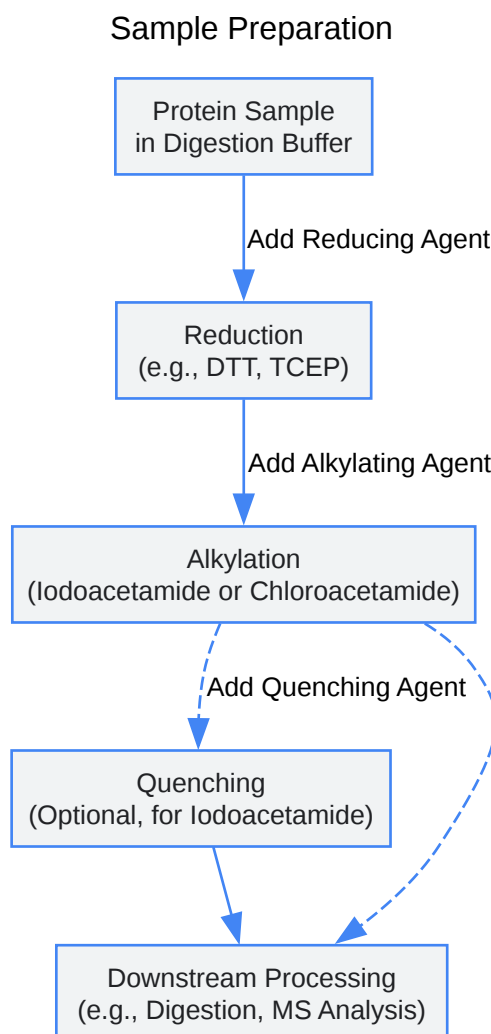 Sample Preparation
Protein Sample
in Digestion Buffer
Add Reducing Agent
Reduction
(e.g., DTT, TCEP)
Add Alkylating Agent
Alkylation
(Iodoacetamide or Chloroacetamide)
Add Quenching Agent
Quenching
(Optional, for Iodoacetamide)
Downstream Processing
(e.g., Digestion, MS Analysis)